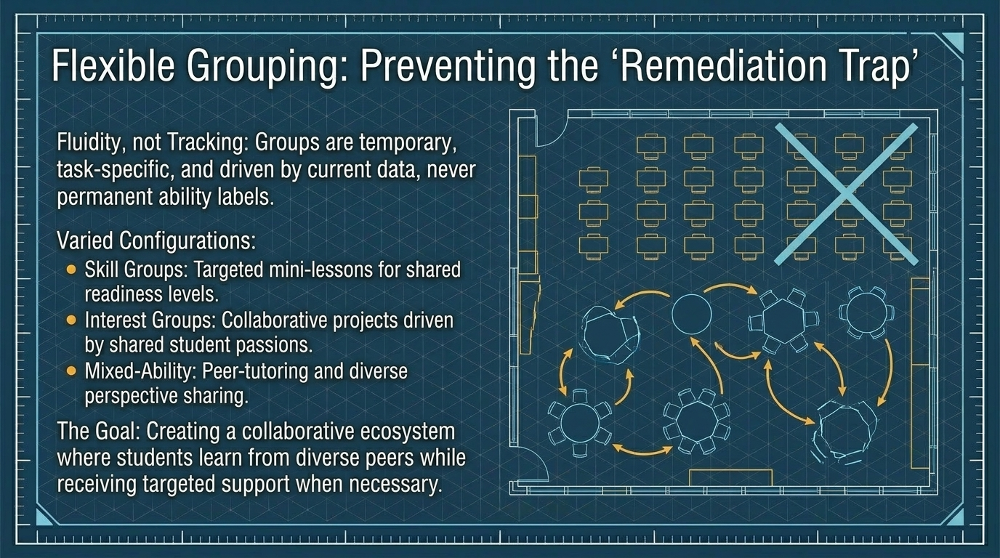 Flexible Grouping: Preventing the ‘Remediation Trap’
Fluidity, not Tracking: Groups are temporary,
task-specific, and driven by current data, never
permanent ability labels.
Varied Configurations:
• Skill Groups: Targeted mini-lessons for shared
readiness levels.
• Interest Groups: Collaborative projects driven
by shared student passions.
• Mixed-Ability: Peer-tutoring and diverse
perspective sharing.
The Goal: Creating a collaborative ecosystem
where students learn from diverse peers while
receiving targeted support when necessary.